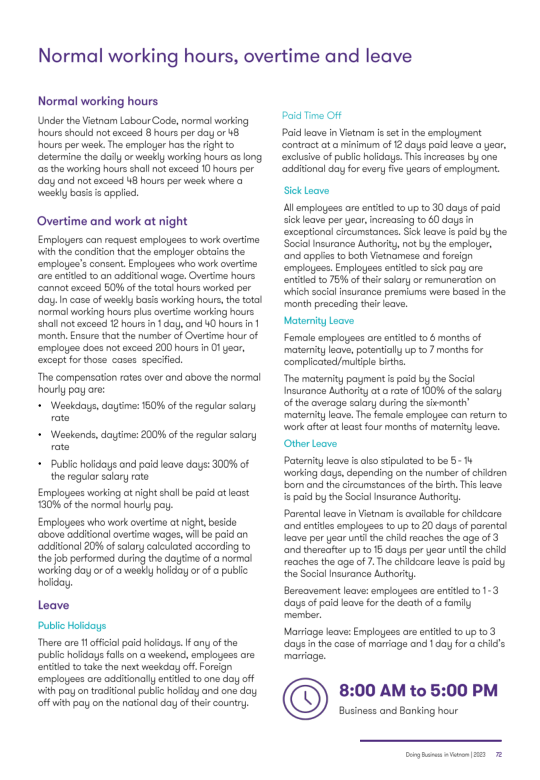 Normal working hours, overtime and leave
Normal working hours
Under the Vietnam Labour Code, normal working
hours should not exceed 8 hours per day or 48
hours per week. The employer has the right to
determine the daily or weekly working hours as long
as the working hours shall not exceed 10 hours per
day and not exceed 48 hours per week where a
weekly basis is applied.
Overtime and work at night
Employers can request employees to work overtime
with the condition that the employer obtains the
employee's consent. Employees who work overtime
are entitled to an additional wage. Overtime hours
cannot exceed 50% of the total hours worked per
day. In case of weekly basis working hours, the total
normal working hours plus overtime working hours
shall not exceed 12 hours in 1 day, and 40 hours in 1
month. Ensure that the number of Overtime hour of
employee does not exceed 200 hours in 01 year,
except for those cases specified.
The compensation rates over and above the normal
hourly pay are:
• Weekdays, daytime: 150% of the regular salary
rate
• Weekends, daytime: 200% of the regular salary
rate
• Public holidays and paid leave days: 300% of
the regular salary rate
Employees working at night shall be paid at least
130% of the normal hourly pay.
Employees who work overtime at night, beside
above additional overtime wages, will be paid an
additional 20% of salary calculated according to
the job performed during the daytime of a normal
working day or of a weekly holiday or of a public
holiday.
Leave
Public Holidays
There are 11 official paid holidays. If any of the
public holidays falls on a weekend, employees are
entitled to take the next weekday off. Foreign
employees are additionally entitled to one day off
with pay on traditional public holiday and one day
off with pay on the national day of their country.
Paid Time Off
Paid leave in Vietnam is set in the employment
contract at a minimum of 12 days paid leave a year,
exclusive of public holidays. This increases by one
additional day for every five years of employment.
Sick Leave
All employees are entitled to up to 30 days of paid
sick leave per year, increasing to 60 days in
exceptional circumstances. Sick leave is paid by the
Social Insurance Authority, not by the employer,
and applies to both Vietnamese and foreign
employees. Employees entitled to sick pay are
entitled to 75% of their salary or remuneration on
which social insurance premiums were based in the
month preceding their leave.
Maternity Leave
Female employees are entitled to 6 months of
maternity leave, potentially up to 7 months for
complicated/multiple births.
The maternity payment is paid by the Social
Insurance Authority at a rate of 100% of the salary
of the average salary during the six-month'
maternity leave. The female employee can return to
work after at least four months of maternity leave.
Other Leave
Paternity leave is also stipulated to be 5 - 14
working days, depending on the number of children
born and the circumstances of the birth. This leave
is paid by the Social Insurance Authority.
Parental leave in Vietnam is available for childcare
and entitles employees to up to 20 days of parental
leave per year until the child reaches the age of 3
and thereafter up to 15 days per year until the child
reaches the age of 7. The childcare leave is paid by
the Social Insurance Authority.
Bereavement leave: employees are entitled to 1 - 3
days of paid leave for the death of a family
member.
Marriage leave: Employees are entitled to up to 3
days in the case of marriage and 1 day for a child's
marriage.
8:00 AM to 5:00 PM
Business and Banking hour
Doing Business in Vietnam | 2023 72